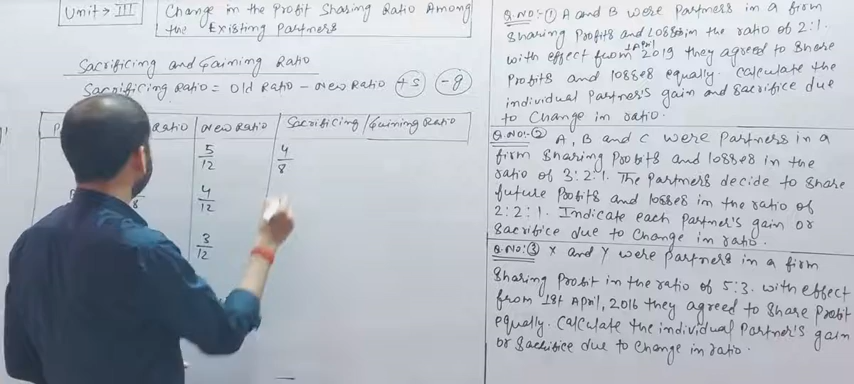 Unit → III
Change in the Profit Sharing Ratio Among
the Existing Partners
Sacrificing and Gaining Ratio
Sacrificing Ratio = Old Ratio - New Ratio +s -g
Ratio New Ratio Sacrificing / Gaining Ratio
5/12 4/8
8 4/12
3/12
Q.No:-① A and B were Partners in a firm
Sharing Profits and Losses in the ratio of 2:1.
with effect from 1 April 2019 they agreed to share
Profits and losses equally. Calculate the
individual Partner's gain and Sacrifice due
to Change in ratio.
Q.No:-② A, B and C were Partners in a
firm Sharing Profits and losses in the
ratio of 3:2:1. The Partners decide to Share
future Profits and losses in the ratio of
2:2:1. Indicate each Partner's gain or
Sacrifice due to Change in ratio.
Q.No:③ X and Y were Partners in a firm
Sharing Profit in the ratio of 5:3. with effect
from 1st April, 2016 they agreed to Share Profit
equally. Calculate the individual Partner's gain
or Sacrifice due to Change in ratio.